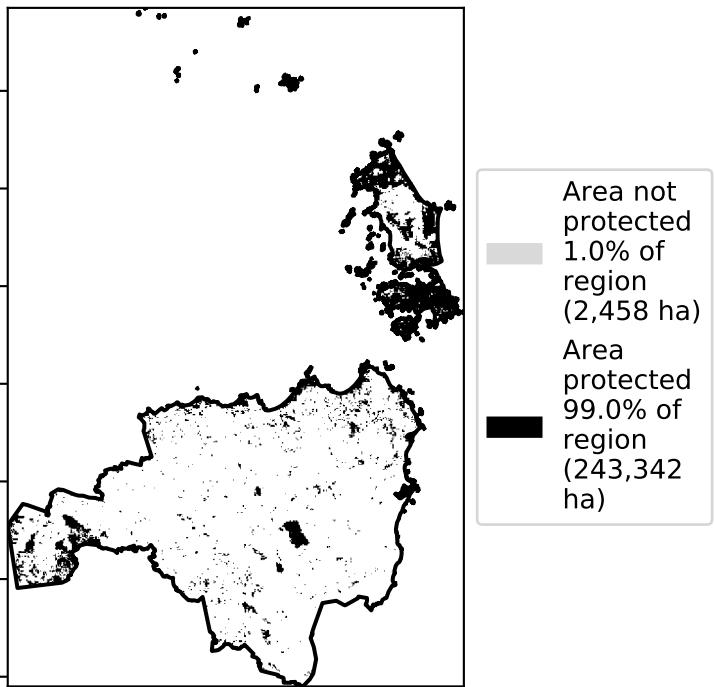 Area not
protected
1.0% of
region
(2,458 ha)
Area
protected
99.0% of
region
(243,342
ha)